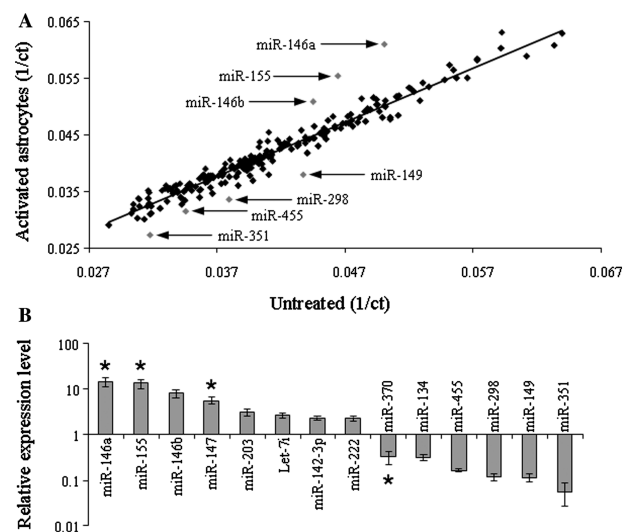 A
Activated astrocytes (1/ct)
0.065
0.055
0.045
0.035
0.025
miR-146a
miR-155
miR-146b
miR-149
miR-298
miR-455
miR-351
0.027 0.037 0.047 0.057 0.067
Untreated (1/ct)
B
Relative expression level
100
10
1
0.1
0.01
* * * *
miR-146a
miR-155
miR-146b
miR-147
miR-203
Let-7i
miR-142-3p
miR-222
miR-370
miR-134
miR-455
miR-298
miR-149
miR-351